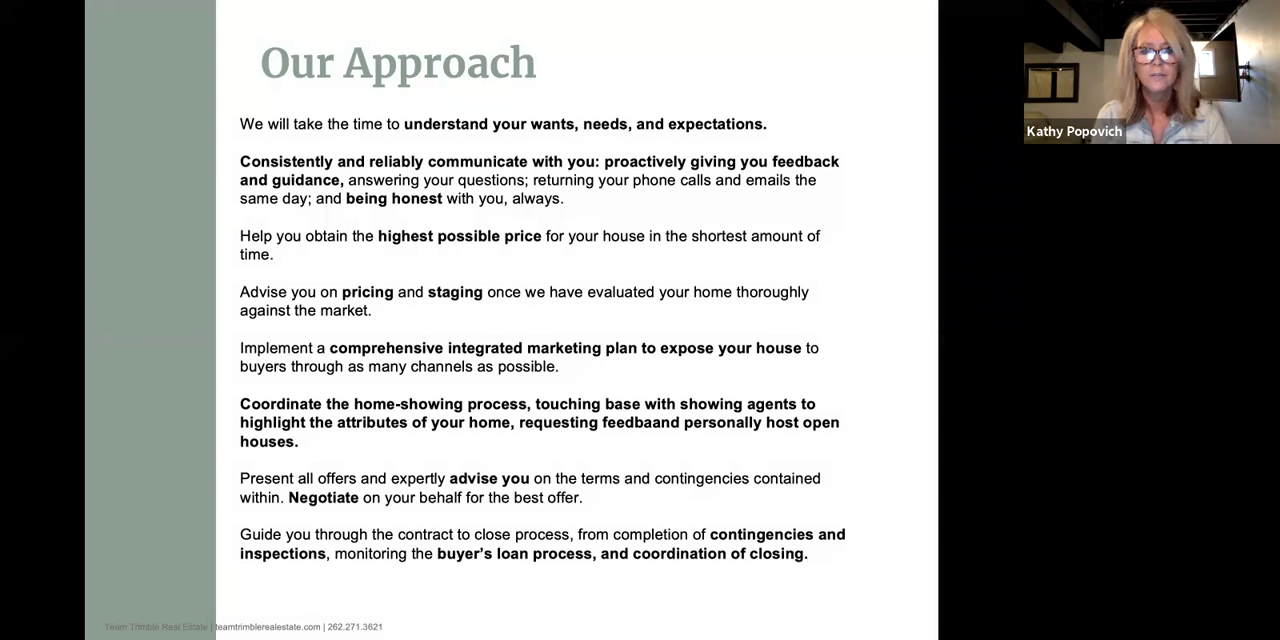 Our Approach
We will take the time to understand your wants, needs, and expectations.
Consistently and reliably communicate with you: proactively giving you feedback
and guidance, answering your questions; returning your phone calls and emails the
same day; and being honest with you, always.
Help you obtain the highest possible price for your house in the shortest amount of
time.
Advise you on pricing and staging once we have evaluated your home thoroughly
against the market.
Implement a comprehensive integrated marketing plan to expose your house to
buyers through as many channels as possible.
Coordinate the home-showing process, touching base with showing agents to
highlight the attributes of your home, requesting feedbaand personally host open
houses.
Present all offers and expertly advise you on the terms and contingencies contained
within. Negotiate on your behalf for the best offer.
Guide you through the contract to close process, from completion of contingencies and
inspections, monitoring the buyer’s loan process, and coordination of closing.
Team Trimble Real Estate | teamtrimblerealestate.com | 262.271.3621
Kathy Popovich